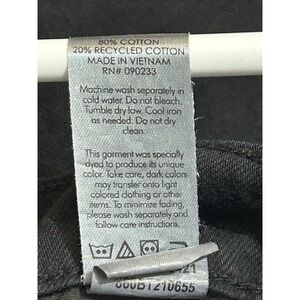 80% COTTON
20% RECYCLED COTTON
MADE IN VIETNAM
RN# 090233
Machine wash separately in
cold water. Do not bleach.
Tumble dry low. Cool iron
as needed. Do not dry
clean.
This garment was specially
dyed to produce its unique
color. Take care, dark colors
may transfer onto light
colored clothing or other
items. To minimize fading,
please wash separately and
follow care instructions.